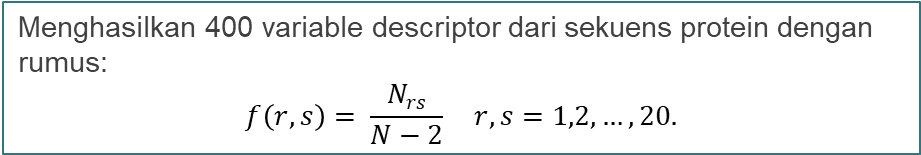 Menghasilkan 400 variable descriptor dari sekuens protein dengan
rumus:
f(r, s) = N_rs / (N − 2) r, s = 1,2, … , 20.